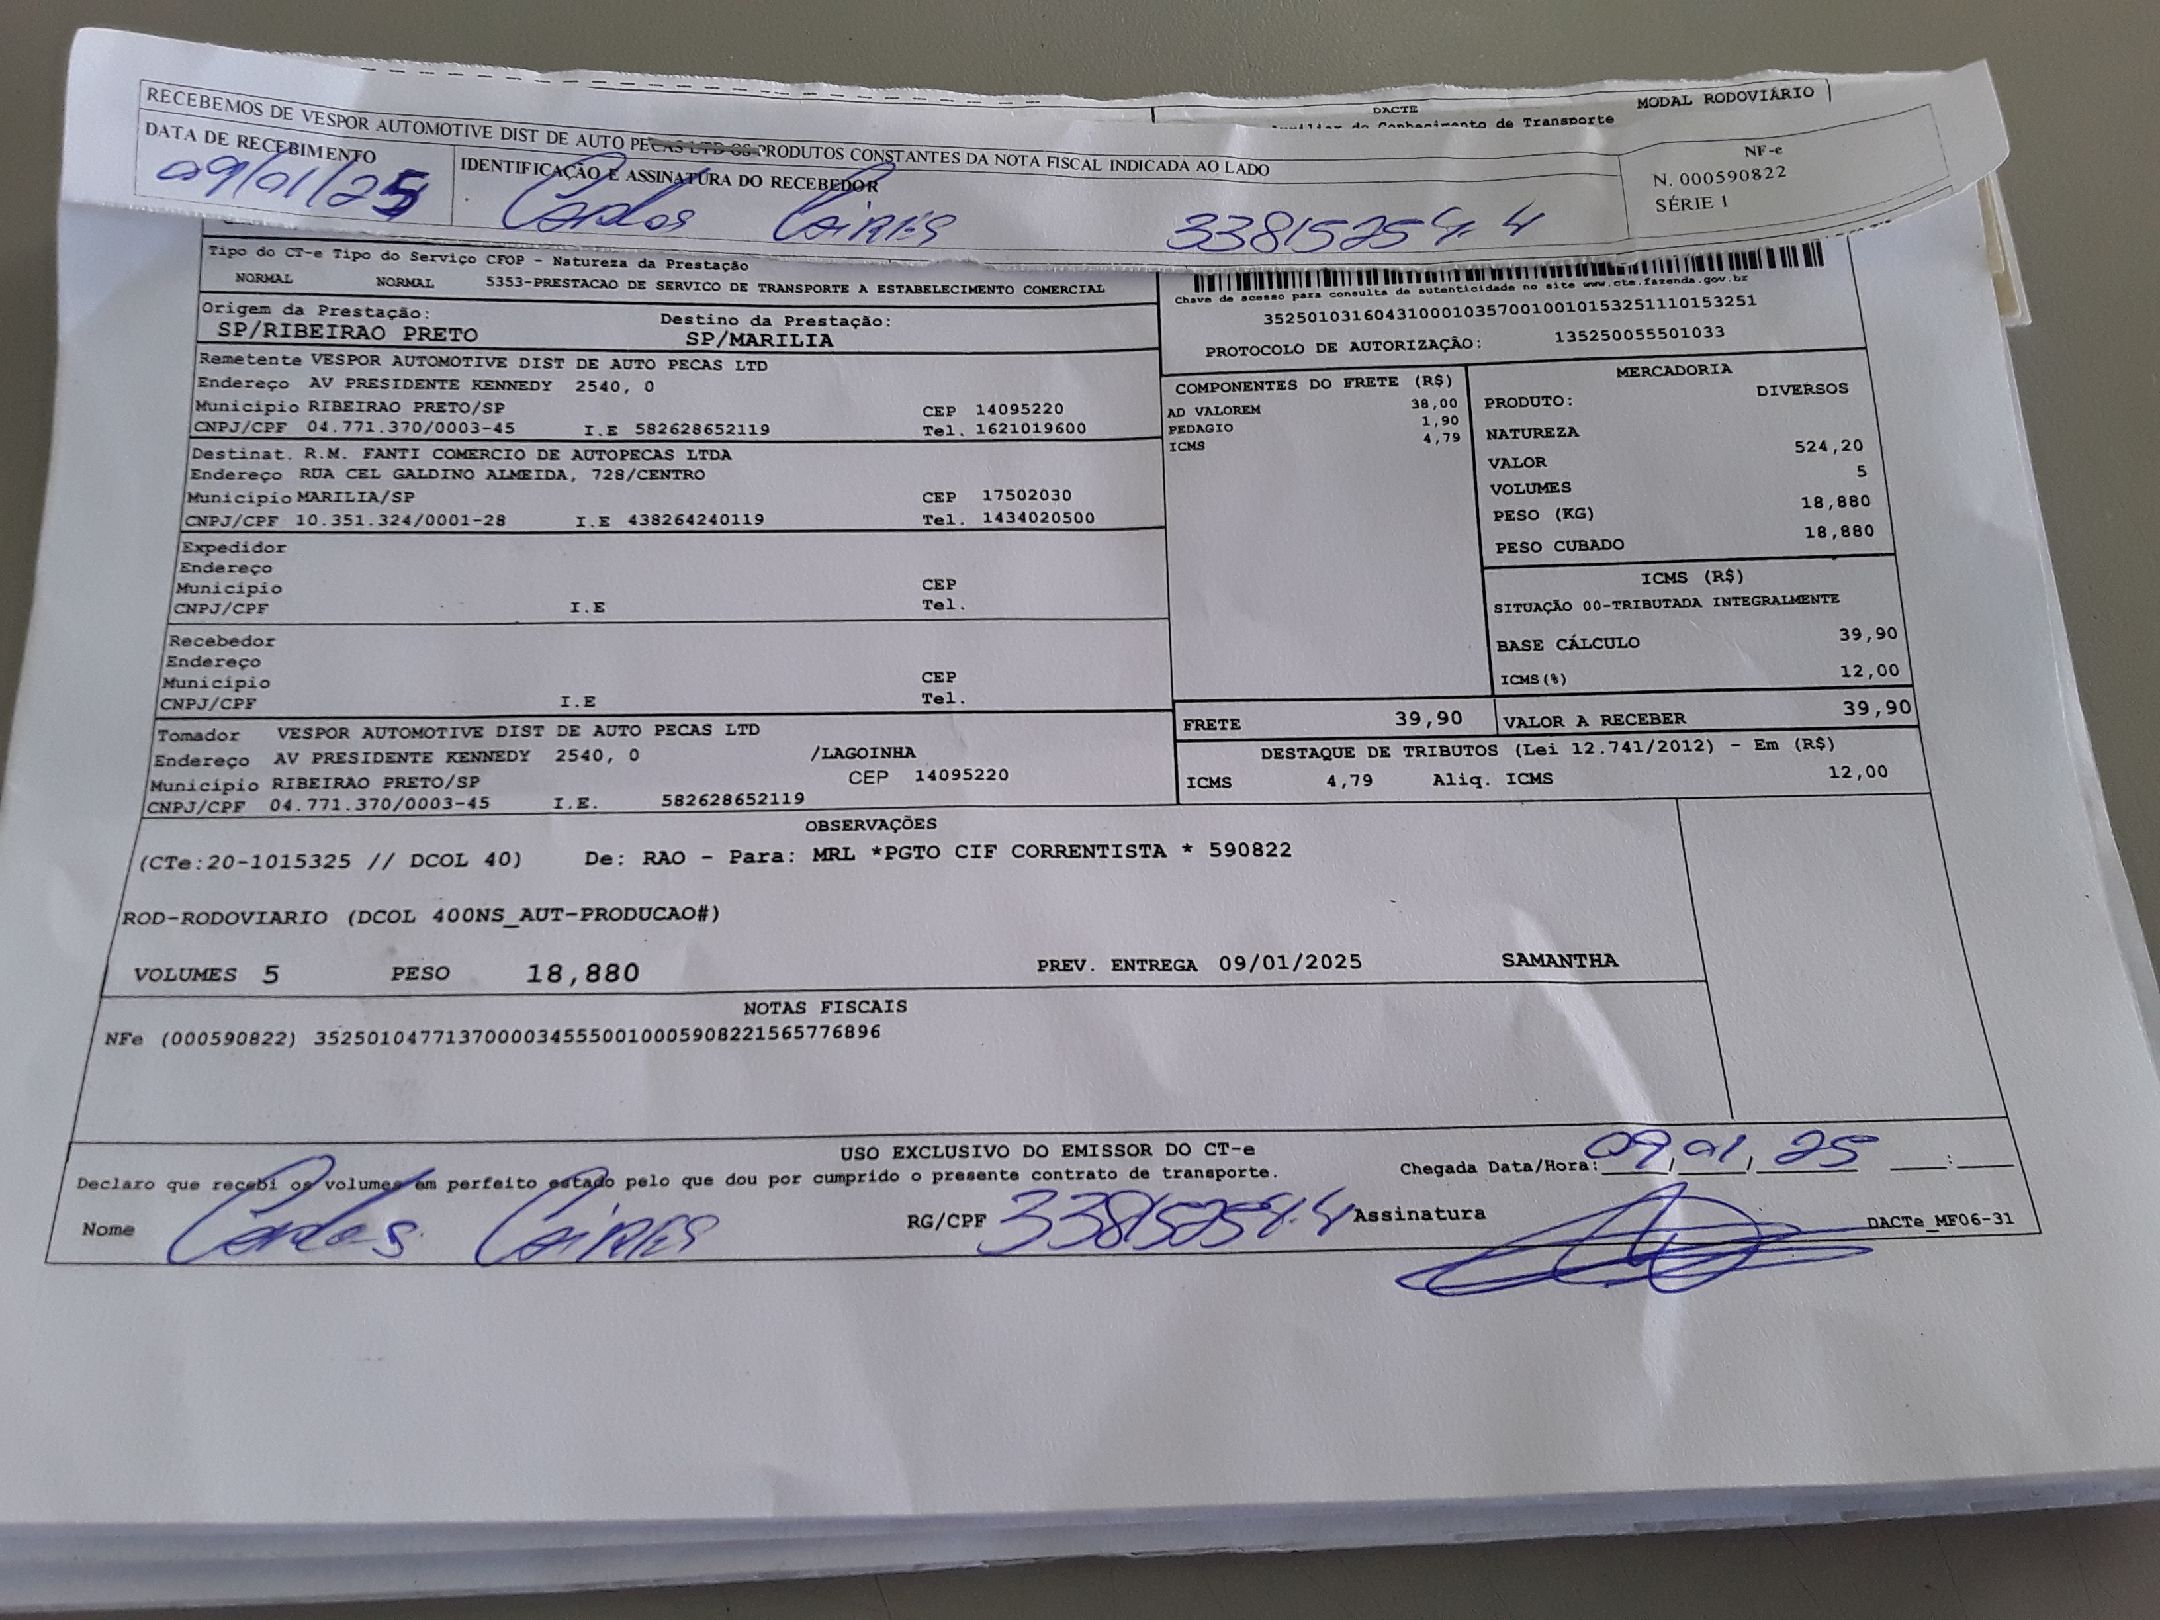 DACTE
MODAL RODOVIÁRIO
Auxiliar do Conhecimento de Transporte
RECEBEMOS DE VESPOR AUTOMOTIVE DIST DE AUTO PECAS LTD OS PRODUTOS CONSTANTES DA NOTA FISCAL INDICADA AO LADO
DATA DE RECEBIMENTO
09/01/25
IDENTIFICAÇÃO E ASSINATURA DO RECEBEDOR
Carlos Caires 33815254-4
NF-e
N. 000590822
SÉRIE 1
Tipo do CT-e Tipo do Serviço CFOP - Natureza da Prestação
NORMAL NORMAL 5353-PRESTACAO DE SERVICO DE TRANSPORTE A ESTABELECIMENTO COMERCIAL
Chave de acesso para consulta de autenticidade no site www.cte.fazenda.gov.br
35250103160431000103570010010153251110153251
PROTOCOLO DE AUTORIZAÇÃO: 135250055501033
Origem da Prestação: Destino da Prestação:
SP/RIBEIRAO PRETO SP/MARILIA
Remetente VESPOR AUTOMOTIVE DIST DE AUTO PECAS LTD
Endereço AV PRESIDENTE KENNEDY 2540, 0
Município RIBEIRAO PRETO/SP CEP 14095220
CNPJ/CPF 04.771.370/0003-45 I.E 582628652119 Tel. 1621019600
Destinat. R.M. FANTI COMERCIO DE AUTOPECAS LTDA
Endereço RUA CEL GALDINO ALMEIDA, 728/CENTRO
Município MARILIA/SP CEP 17502030
CNPJ/CPF 10.351.324/0001-28 I.E 438264240119 Tel. 1434020500
Expedidor
Endereço
Município CEP
CNPJ/CPF I.E Tel.
Recebedor
Endereço
Município CEP
CNPJ/CPF I.E Tel.
Tomador VESPOR AUTOMOTIVE DIST DE AUTO PECAS LTD
Endereço AV PRESIDENTE KENNEDY 2540, 0 /LAGOINHA
Município RIBEIRAO PRETO/SP CEP 14095220
CNPJ/CPF 04.771.370/0003-45 I.E. 582628652119
COMPONENTES DO FRETE (R$)
AD VALOREM 38,00
PEDAGIO 1,90
ICMS 4,79
MERCADORIA
PRODUTO: DIVERSOS
NATUREZA
VALOR 524,20
VOLUMES 5
PESO (KG) 18,880
PESO CUBADO 18,880
ICMS (R$)
SITUAÇÃO 00-TRIBUTADA INTEGRALMENTE
BASE CÁLCULO 39,90
ICMS(%) 12,00
FRETE 39,90 VALOR A RECEBER 39,90
DESTAQUE DE TRIBUTOS (Lei 12.741/2012) - Em (R$)
ICMS 4,79 Aliq. ICMS 12,00
OBSERVAÇÕES
(CTe:20-1015325 // DCOL 40) De: RAO - Para: MRL *PGTO CIF CORRENTISTA * 590822
ROD-RODOVIARIO (DCOL 400NS_AUT-PRODUCAO#)
VOLUMES 5 PESO 18,880 PREV. ENTREGA 09/01/2025 SAMANTHA
NOTAS FISCAIS
NFe (000590822) 35250104771370000345550010005908221565776896
USO EXCLUSIVO DO EMISSOR DO CT-e
Declaro que recebi os volumes em perfeito estado pelo que dou por cumprido o presente contrato de transporte.
Chegada Data/Hora: 09, 01, 25 :
Nome Carlos Caires RG/CPF 33815254-4 Assinatura
DACTe_MF06-31